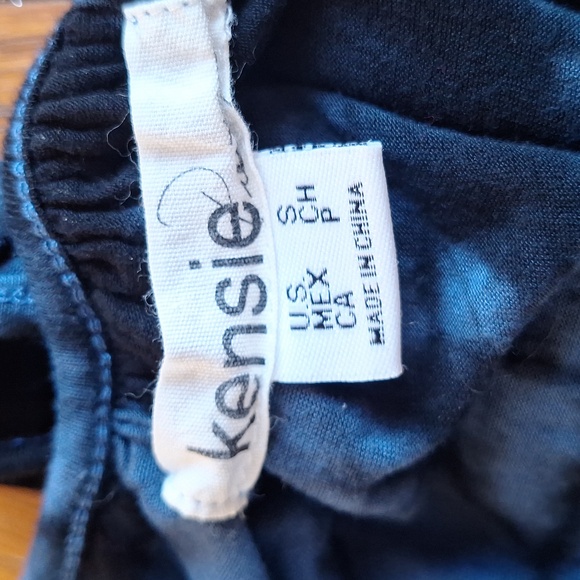 kensie
US S
MEX CH
CA P
MADE IN CHINA